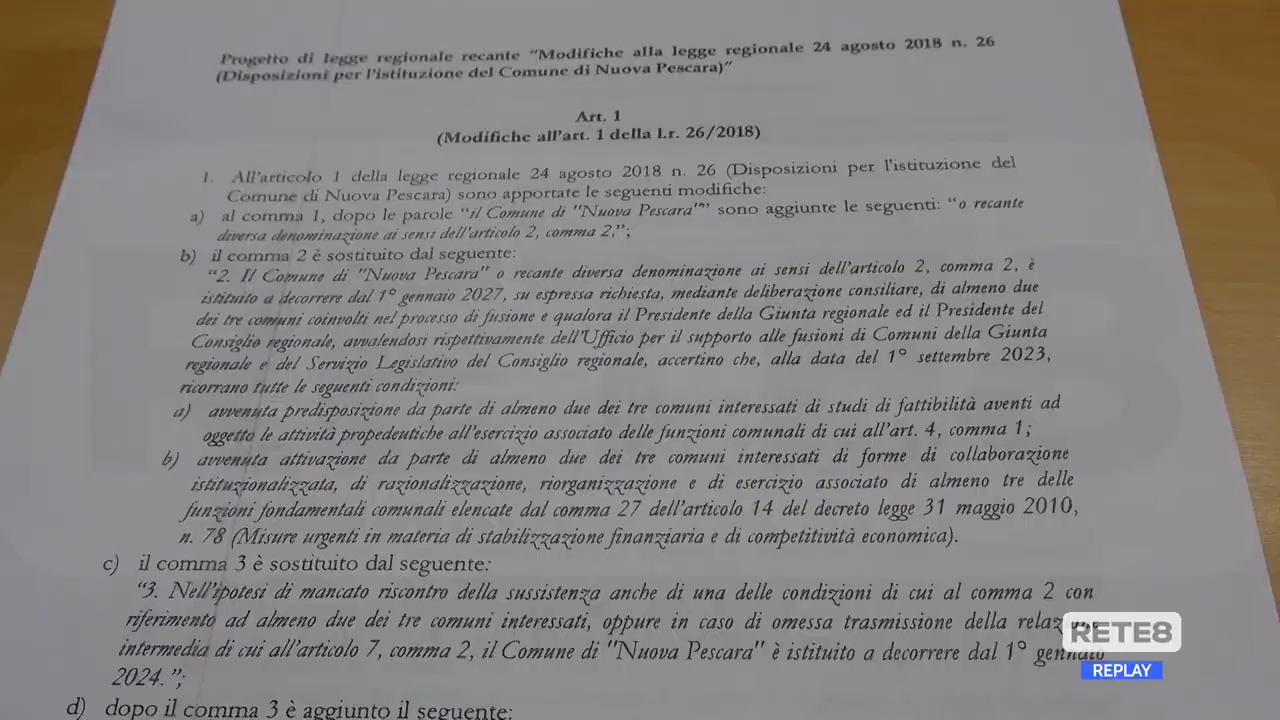 Progetto di legge regionale recante "Modifiche alla legge regionale 24 agosto 2018 n. 26
(Disposizioni per l'istituzione del Comune di Nuova Pescara)"
Art. 1
(Modifiche all'art. 1 della l.r. 26/2018)
1. All'articolo 1 della legge regionale 24 agosto 2018 n. 26 (Disposizioni per l'istituzione del
Comune di Nuova Pescara) sono apportate le seguenti modifiche:
a) al comma 1, dopo le parole "il Comune di "Nuova Pescara"" sono aggiunte le seguenti: "o recante
diversa denominazione ai sensi dell'articolo 2, comma 2,";
b) il comma 2 è sostituito dal seguente:
"2. Il Comune di "Nuova Pescara" o recante diversa denominazione ai sensi dell'articolo 2, comma 2, è
istituito a decorrere dal 1° gennaio 2027, su espressa richiesta, mediante deliberazione consiliare, di almeno due
dei tre comuni coinvolti nel processo di fusione e qualora il Presidente della Giunta regionale ed il Presidente del
Consiglio regionale, avvalendosi rispettivamente dell'Ufficio per il supporto alle fusioni di Comuni della Giunta
regionale e del Servizio Legislativo del Consiglio regionale, accertino che, alla data del 1° settembre 2023,
ricorrano tutte le seguenti condizioni:
a) avvenuta predisposizione da parte di almeno due dei tre comuni interessati di studi di fattibilità aventi ad
oggetto le attività propedeutiche all'esercizio associato delle funzioni comunali di cui all'art. 4, comma 1;
b) avvenuta attivazione da parte di almeno due dei tre comuni interessati di forme di collaborazione
istituzionalizzata, di razionalizzazione, riorganizzazione e di esercizio associato di almeno tre delle
funzioni fondamentali comunali elencate dal comma 27 dell'articolo 14 del decreto legge 31 maggio 2010,
n. 78 (Misure urgenti in materia di stabilizzazione finanziaria e di competitività economica).
c) il comma 3 è sostituito dal seguente:
"3. Nell'ipotesi di mancato riscontro della sussistenza anche di una delle condizioni di cui al comma 2 con
riferimento ad almeno due dei tre comuni interessati, oppure in caso di omessa trasmissione della
intermedia di cui all'articolo 7, comma 2, il Comune di "Nuova Pescara" è istituito a decorrere dal 1° gennaio
2024.";
d) dopo il comma 3 è aggiunto il seguente:
RETE8
REPLAY